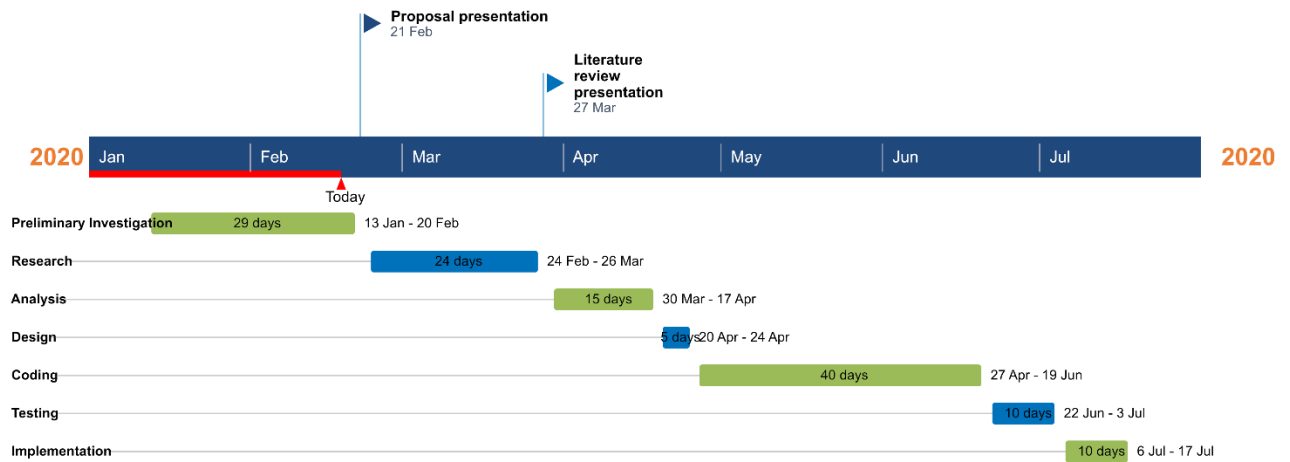 Proposal presentation
21 Feb
Literature
review
presentation
27 Mar
2020 Jan Feb Mar Apr May Jun Jul 2020
Today
Preliminary Investigation 29 days 13 Jan - 20 Feb
Research 24 days 24 Feb - 26 Mar
Analysis 15 days 30 Mar - 17 Apr
Design 5 days 20 Apr - 24 Apr
Coding 40 days 27 Apr - 19 Jun
Testing 10 days 22 Jun - 3 Jul
Implementation 10 days 6 Jul - 17 Jul